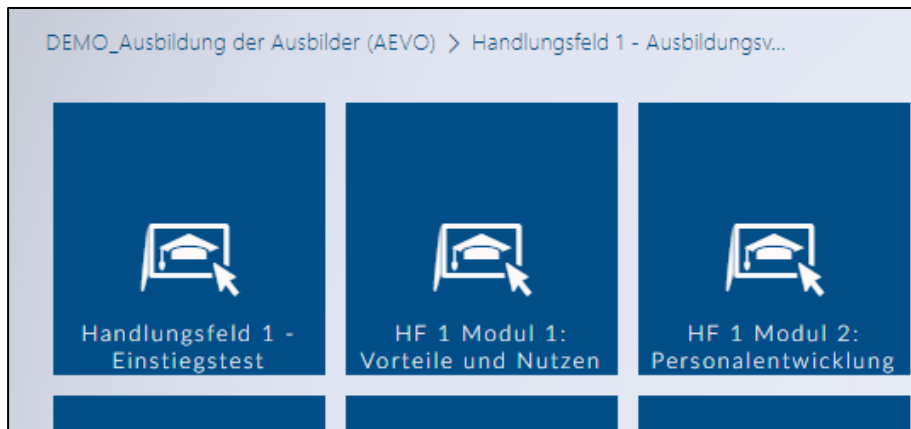 DEMO_Ausbildung der Ausbilder (AEVO) > Handlungsfeld 1 - Ausbildungsv...
Handlungsfeld 1 -
Einstiegstest
HF 1 Modul 1:
Vorteile und Nutzen
HF 1 Modul 2:
Personalentwicklung